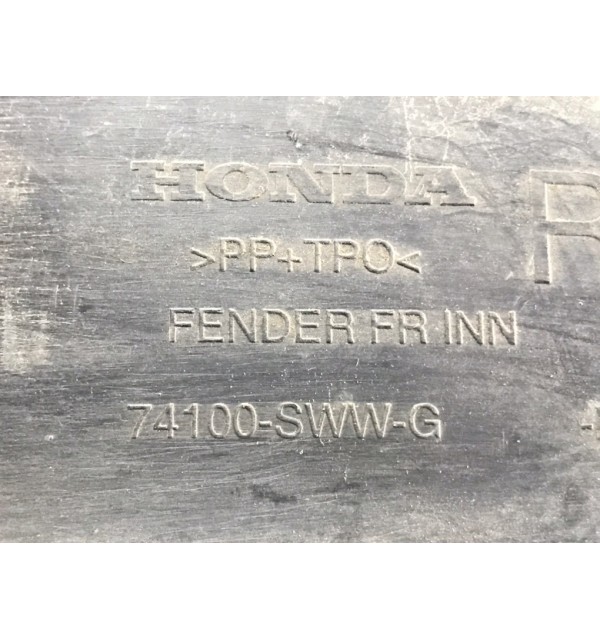 HONDA
R
>PP+TPO<
FENDER FR INN
74100-SWW-G